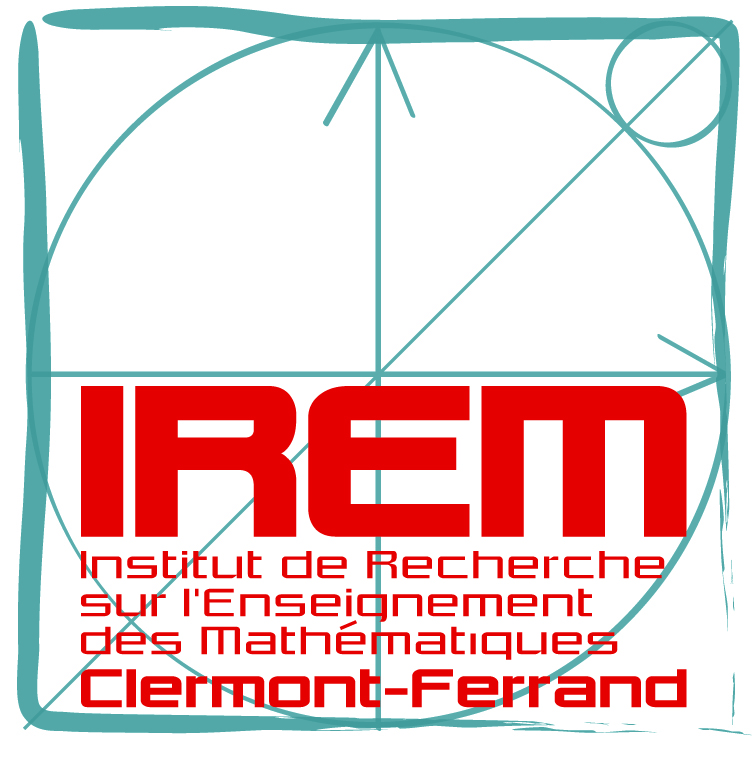 IREM
Institut de Recherche
sur l'Enseignement
des Mathématiques
Clermont-Ferrand